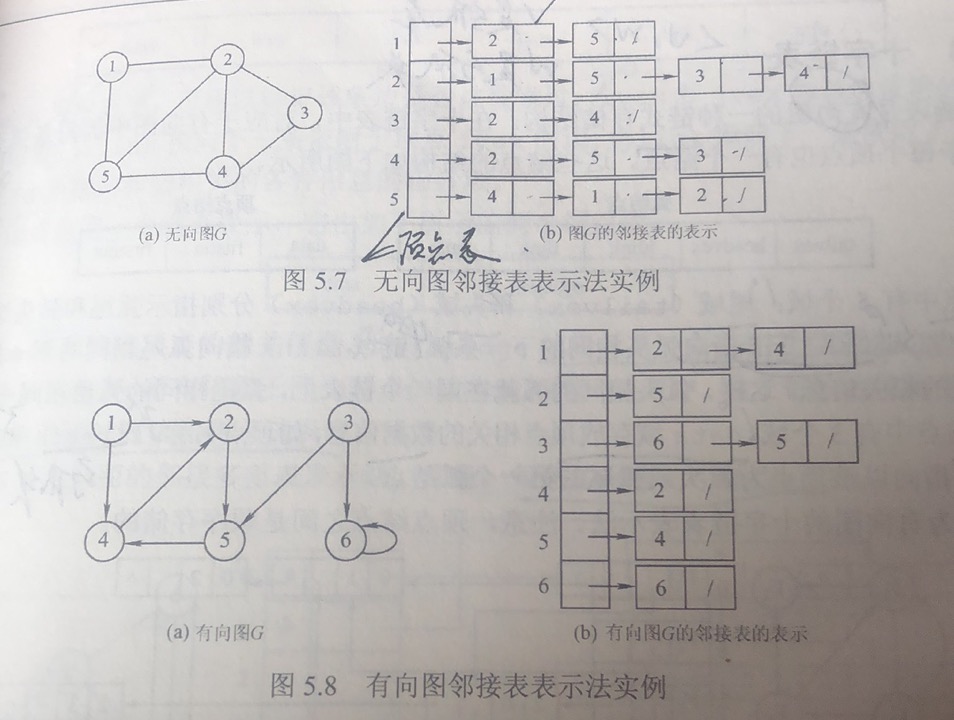 1 2 5 /
2 1 5 3 4 /
3 2 4 /
4 2 5 3 /
5 4 1 2 /
1 2 3 5 4
(a) 无向图G
(b) 图G的邻接表的表示
顶点表
图 5.7 无向图邻接表表示法实例
1 2 4 /
2 5 /
3 6 5 /
4 2 /
5 4 /
6 6 /
1 2 3
4 5 6
(a) 有向图G
(b) 有向图G的邻接表的表示
图 5.8 有向图邻接表表示法实例